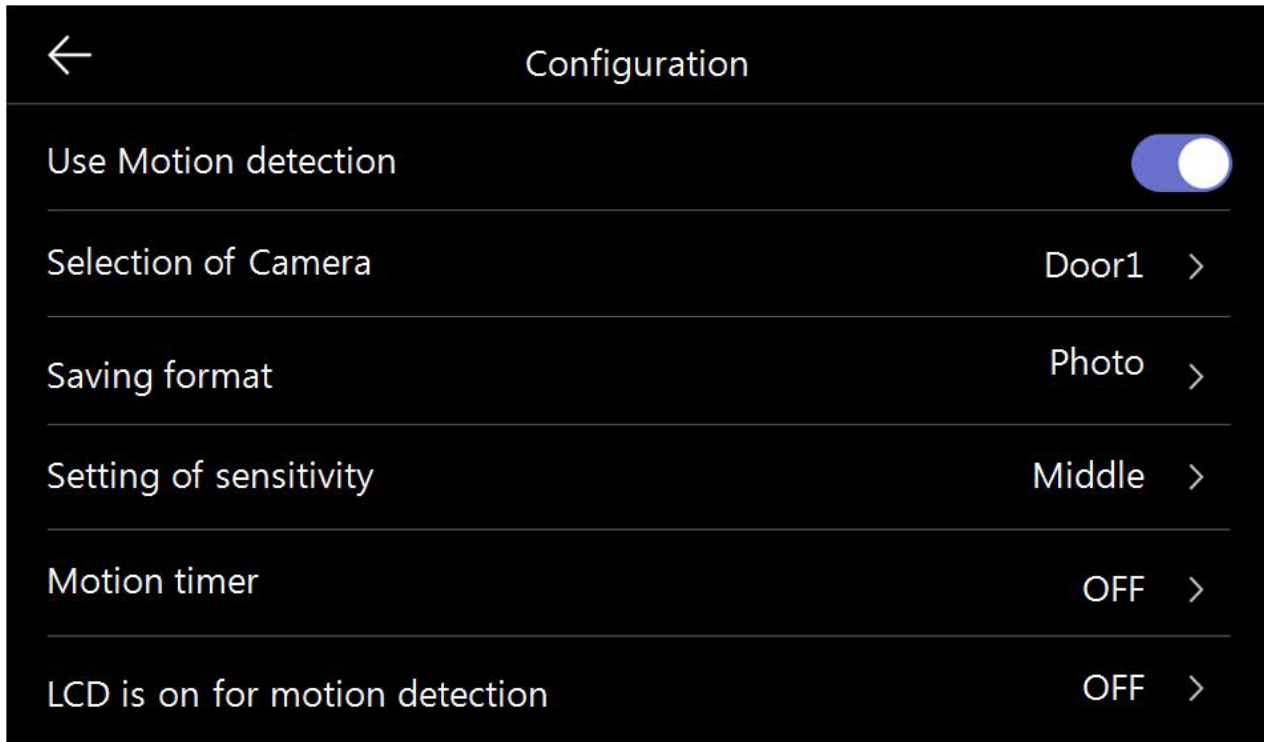 Configuration
Use Motion detection
Selection of Camera Door1
Saving format Photo
Setting of sensitivity Middle
Motion timer OFF
LCD is on for motion detection OFF